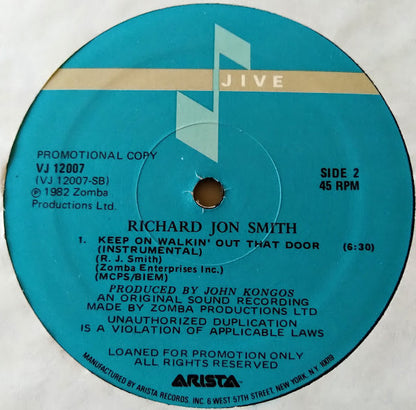 JIVE
PROMOTIONAL COPY
VJ 12007
(VJ 12007-SB)
℗ 1982 Zomba
Productions Ltd.
SIDE 2
45 RPM
RICHARD JON SMITH
1. KEEP ON WALKIN' OUT THAT DOOR (6:30)
(INSTRUMENTAL)
(R. J. Smith)
(Zomba Enterprises Inc.)
(MCPS/BIEM)
PRODUCED BY JOHN KONGOS
AN ORIGINAL SOUND RECORDING
MADE BY ZOMBA PRODUCTIONS LTD
UNAUTHORIZED DUPLICATION
IS A VIOLATION OF APPLICABLE LAWS
LOANED FOR PROMOTION ONLY
ALL OTHER USE PROHIBITED
ARISTA
MANUFACTURED BY ARISTA RECORDS, INC. 6 WEST 57TH STREET, NEW YORK, N.Y. 10019